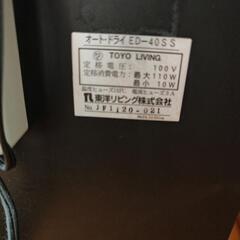 オート・ドライ ED-40SS
TOYO LIVING
定格電圧: 100V
定格消費電力: 最大110W
最小 10W
東洋リビング株式会社
No. JF1120-021